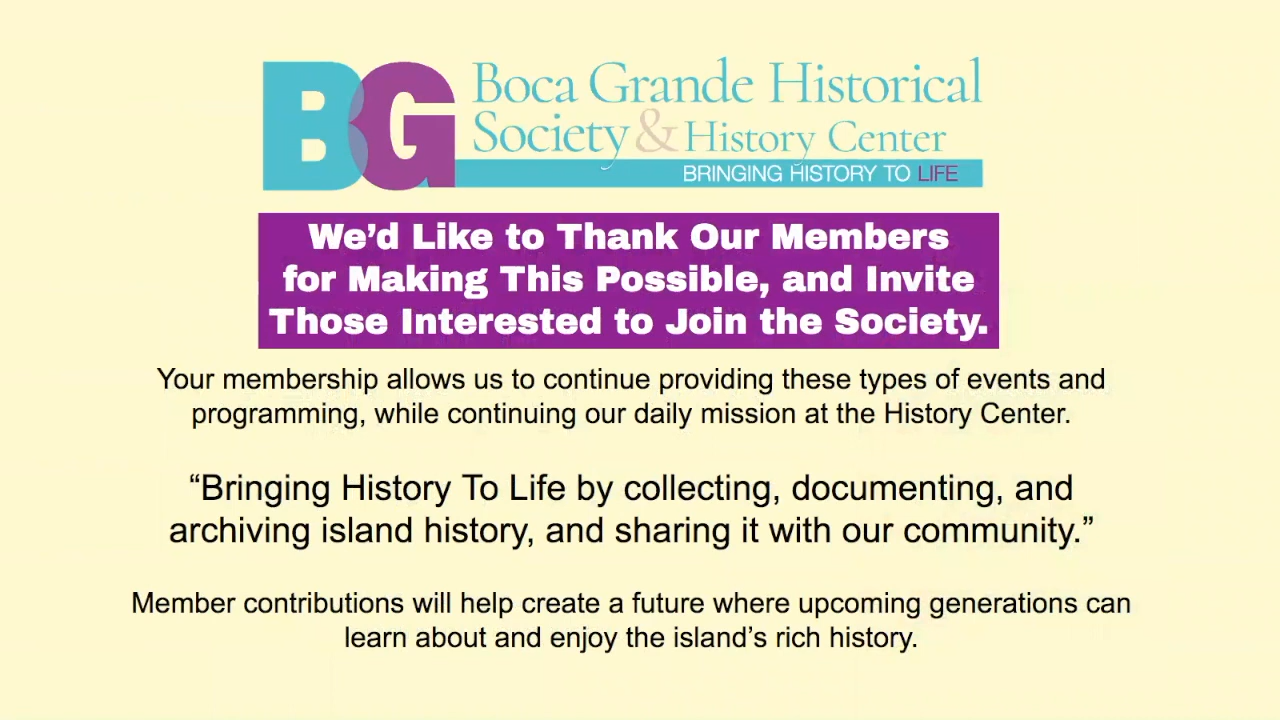 BG
Boca Grande Historical
Society & History Center
BRINGING HISTORY TO LIFE
We’d Like to Thank Our Members
for Making This Possible, and Invite
Those Interested to Join the Society.
Your membership allows us to continue providing these types of events and
programming, while continuing our daily mission at the History Center.
“Bringing History To Life by collecting, documenting, and
archiving island history, and sharing it with our community.”
Member contributions will help create a future where upcoming generations can
learn about and enjoy the island’s rich history.